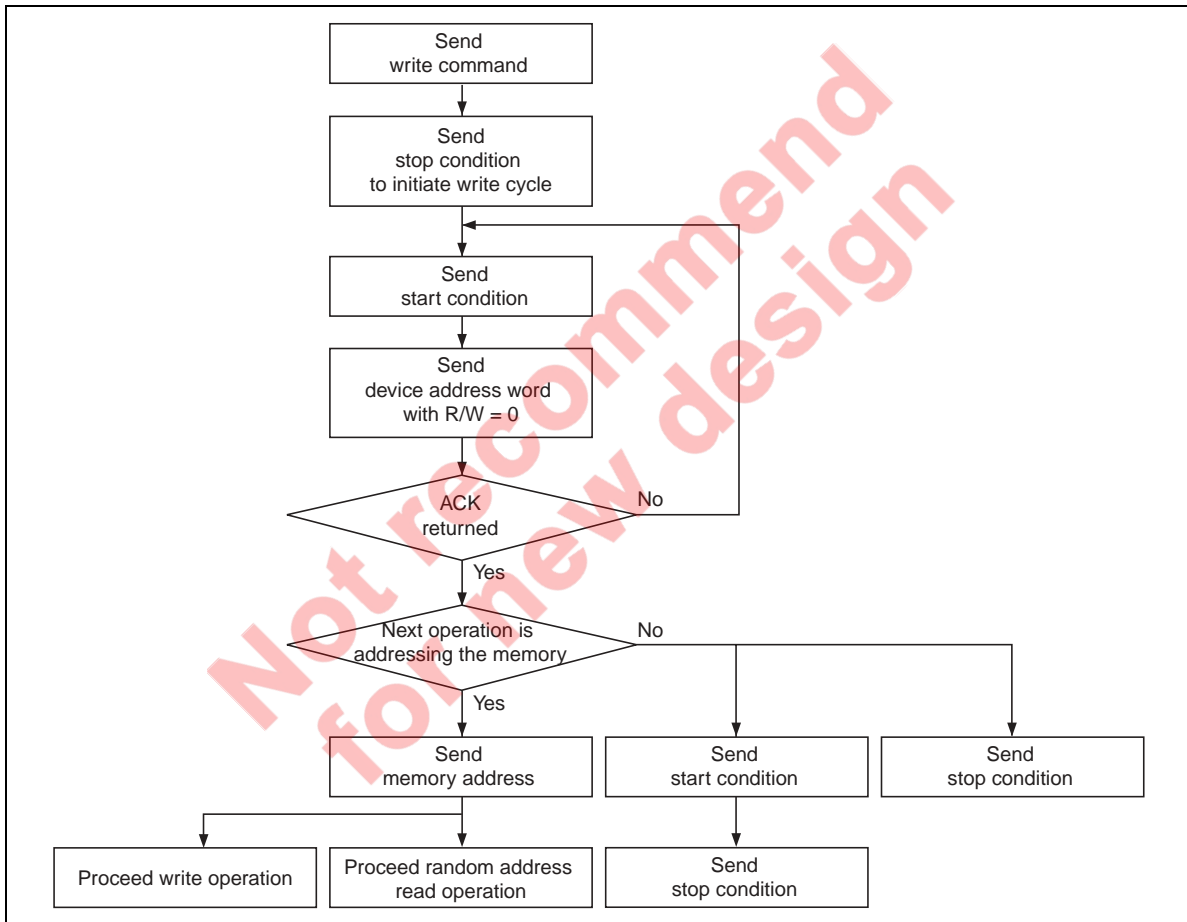 Send
write command
Send
stop condition
to initiate write cycle
Send
start condition
Send
device address word
with R/W = 0
ACK
returned
No
Yes
Next operation is
addressing the memory
No
Yes
Send
memory address
Send
start condition
Send
stop condition
Proceed write operation
Proceed random address
read operation
Send
stop condition
Not recommend
for new design